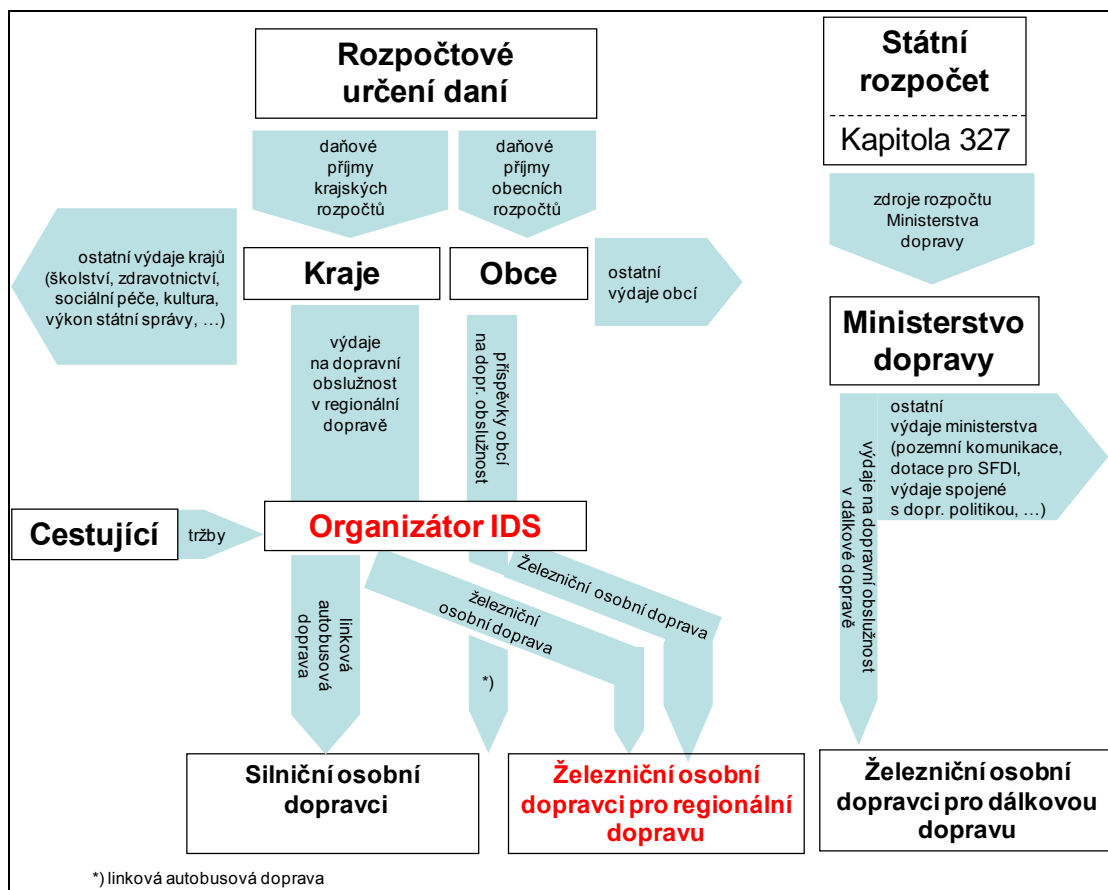 Rozpočtové
určení daní
Státní
rozpočet
Kapitola 327
daňové
příjmy
krajských
rozpočtů
daňové
příjmy
obecních
rozpočtů
zdroje rozpočtu
Ministerstva
dopravy
ostatní výdaje krajů
(školství, zdravotnictví,
sociální péče, kultura,
výkon státní správy, …)
Kraje
Obce
ostatní
výdaje obcí
Ministerstvo
dopravy
výdaje
na dopravní
obslužnost
v regionální
dopravě
příspěvky obcí
na dopr. obslužnost
výdaje na dopravní obslužnost
v dálkové dopravě
ostatní
výdaje ministerstva
(pozemní komunikace,
dotace pro SFDI,
výdaje spojené
s dopr. politikou, …)
Cestující
tržby
Organizátor IDS
linková
autobusová
doprava
železniční
osobní doprava
Železniční osobní doprava
*)
Silniční osobní
dopravci
Železniční osobní
dopravci pro regionální
dopravu
Železniční osobní
dopravci pro dálkovou
dopravu
*) linková autobusová doprava